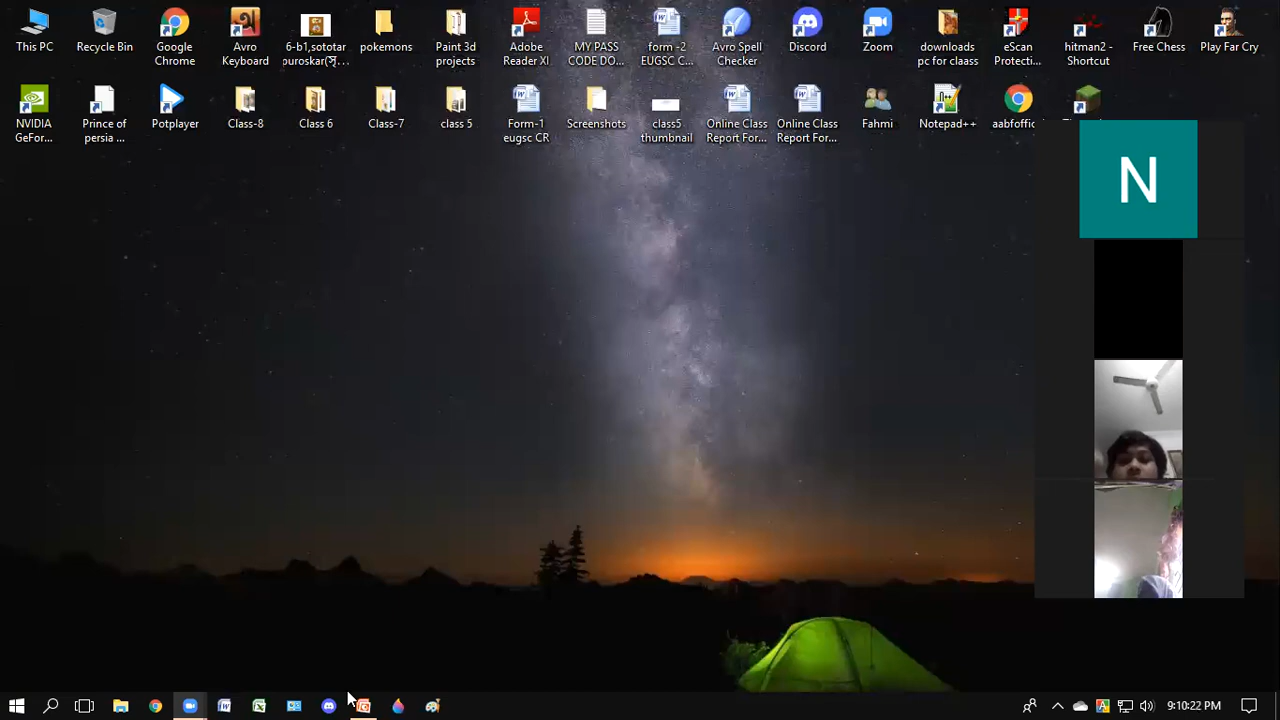 This PC
Recycle Bin
Google
Chrome
Avro
Keyboard
6-b1,sototar
puroskar(সৃ...
pokemons
Paint 3d
projects
Adobe
Reader XI
MY PASS
CODE DO...
form -2
EUGSC C...
Avro Spell
Checker
Discord
Zoom
downloads
pc for claass
eScan
Protecti...
hitman2 -
Shortcut
Free Chess
Play Far Cry
NVIDIA
GeFor...
Prince of
persia ...
Potplayer
Class-8
Class 6
Class-7
class 5
Form-1
eugsc CR
Screenshots
class5
thumbnail
Online Class
Report For...
Online Class
Report For...
Fahmi
Notepad++
aabfoffic
N
9:10:22 PM